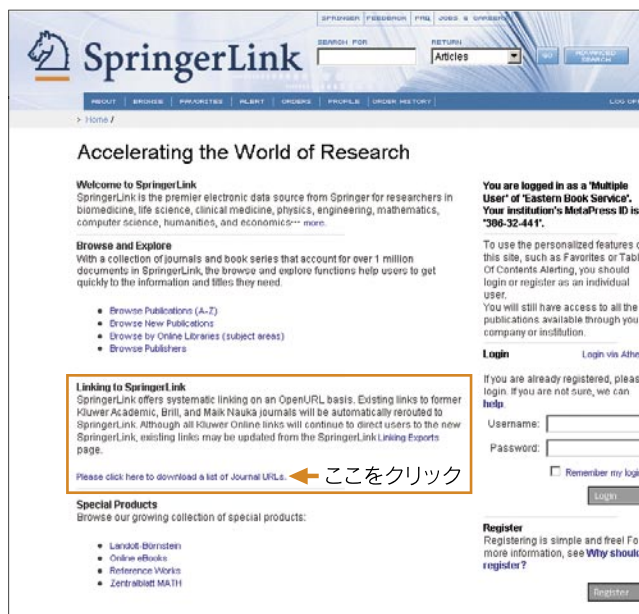 SPRINGER FEEDBACK FAQ JOBS & CAREERS
SpringerLink
SEARCH FOR
RETURN
Articles
GO
ADVANCED SEARCH
ABOUT BROWSE FAVORITES ALERT ORDERS PROFILE ORDER HISTORY
LOG OFF
> Home /
Accelerating the World of Research
Welcome to SpringerLink
SpringerLink is the premier electronic data source from Springer for researchers in
biomedicine, life science, clinical medicine, physics, engineering, mathematics,
computer science, humanities, and economics... more.
Browse and Explore
With a collection of journals and book series that account for over 1 million
documents in SpringerLink, the browse and explore functions help users to get
quickly to the information and titles they need.
Browse Publications (A-Z)
Browse New Publications
Browse by Online Libraries (subject areas)
Browse Publishers
Linking to SpringerLink
SpringerLink offers systematic linking on an OpenURL basis. Existing links to former
Kluwer Academic, Brill, and Maik Nauka journals will be automatically rerouted to
SpringerLink. Although all Kluwer Online links will continue to direct users to the new
SpringerLink, existing links may be updated from the SpringerLink Linking Exports
page.
Please click here to download a list of Journal URLs.
ここをクリック
Special Products
Browse our growing collection of special products:
Landolt-Börnstein
Online eBooks
Reference Works
Zentralblatt MATH
You are logged in as a 'Multiple
User' of 'Eastern Book Service'.
Your institution's MetaPress ID is
'386-32-441'.
To use the personalized features o
this site, such as Favorites or Tabl
Of Contents Alerting, you should
login or register as an individual
user.
You will still have access to all the
publications available through you
company or institution.
Login
Login via Athe
If you are already registered, pleas
login. If you are not sure, we can
help.
Username:
Password:
Remember my logi
Login
Register
Registering is simple and free! Fo
more information, see Why should
register?
Register